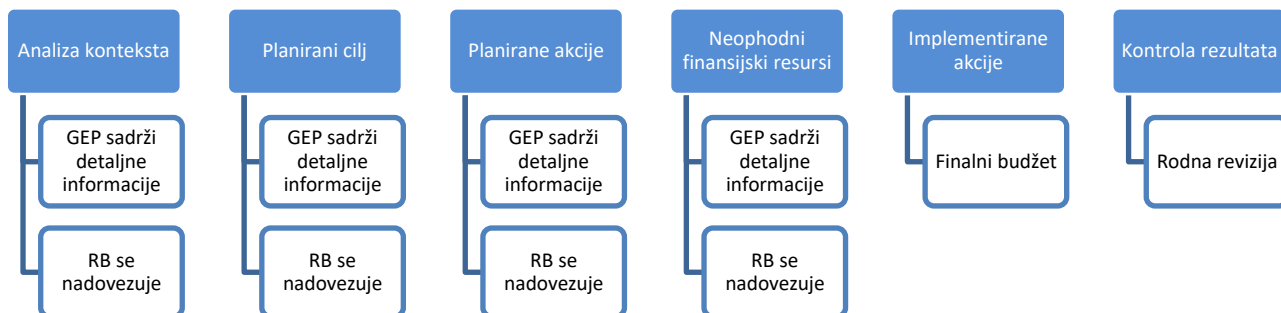 Analiza konteksta
GEP sadrži
detaljne
informacije
RB se
nadovezuje
Planirani cilj
GEP sadrži
detaljne
informacije
RB se
nadovezuje
Planirane akcije
GEP sadrži
detaljne
informacije
RB se
nadovezuje
Neophodni
finansijski resursi
GEP sadrži
detaljne
informacije
RB se
nadovezuje
Implementirane
akcije
Finalni budžet
Kontrola rezultata
Rodna revizija